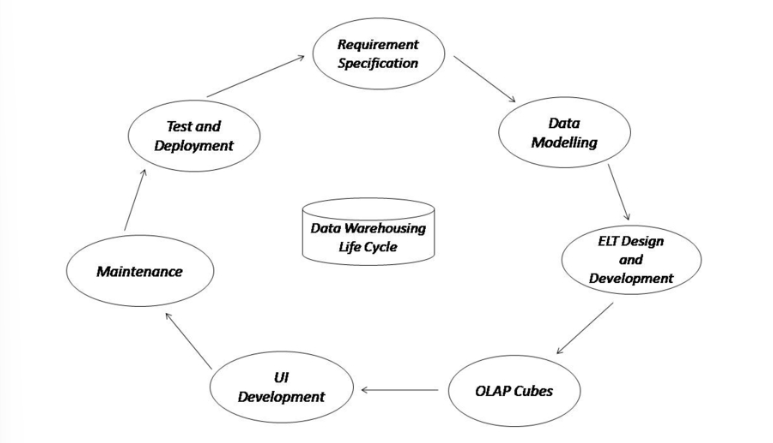 Requirement
Specification
Data
Modelling
ELT Design
and
Development
OLAP Cubes
UI
Development
Maintenance
Test and
Deployment
Data Warehousing
Life Cycle